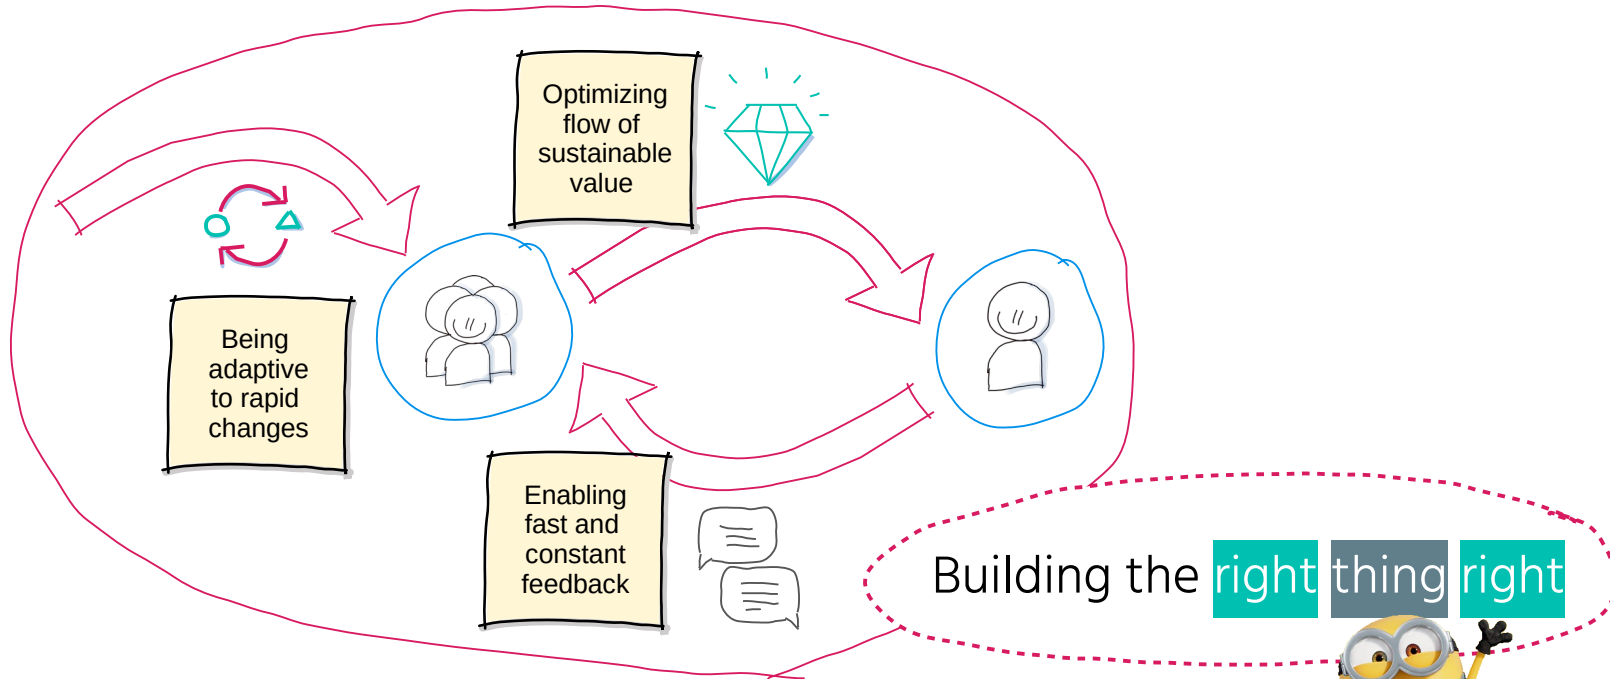 Optimizing
flow of
sustainable
value
Being
adaptive
to rapid
changes
Enabling
fast and
constant
feedback
Building the right thing right